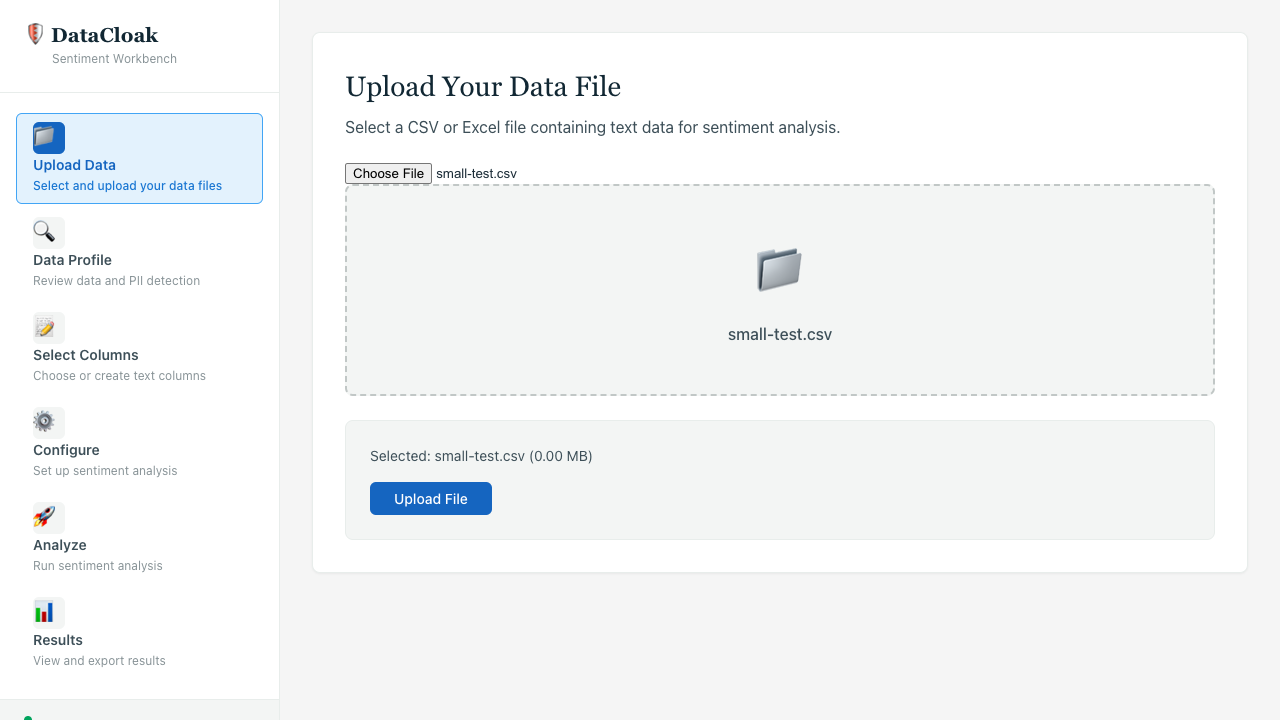 DataCloak
Sentiment Workbench
Upload Data
Select and upload your data files
Data Profile
Review data and PII detection
Select Columns
Choose or create text columns
Configure
Set up sentiment analysis
Analyze
Run sentiment analysis
Results
View and export results
Upload Your Data File
Select a CSV or Excel file containing text data for sentiment analysis.
Choose File small-test.csv
small-test.csv
Selected: small-test.csv (0.00 MB)
Upload File